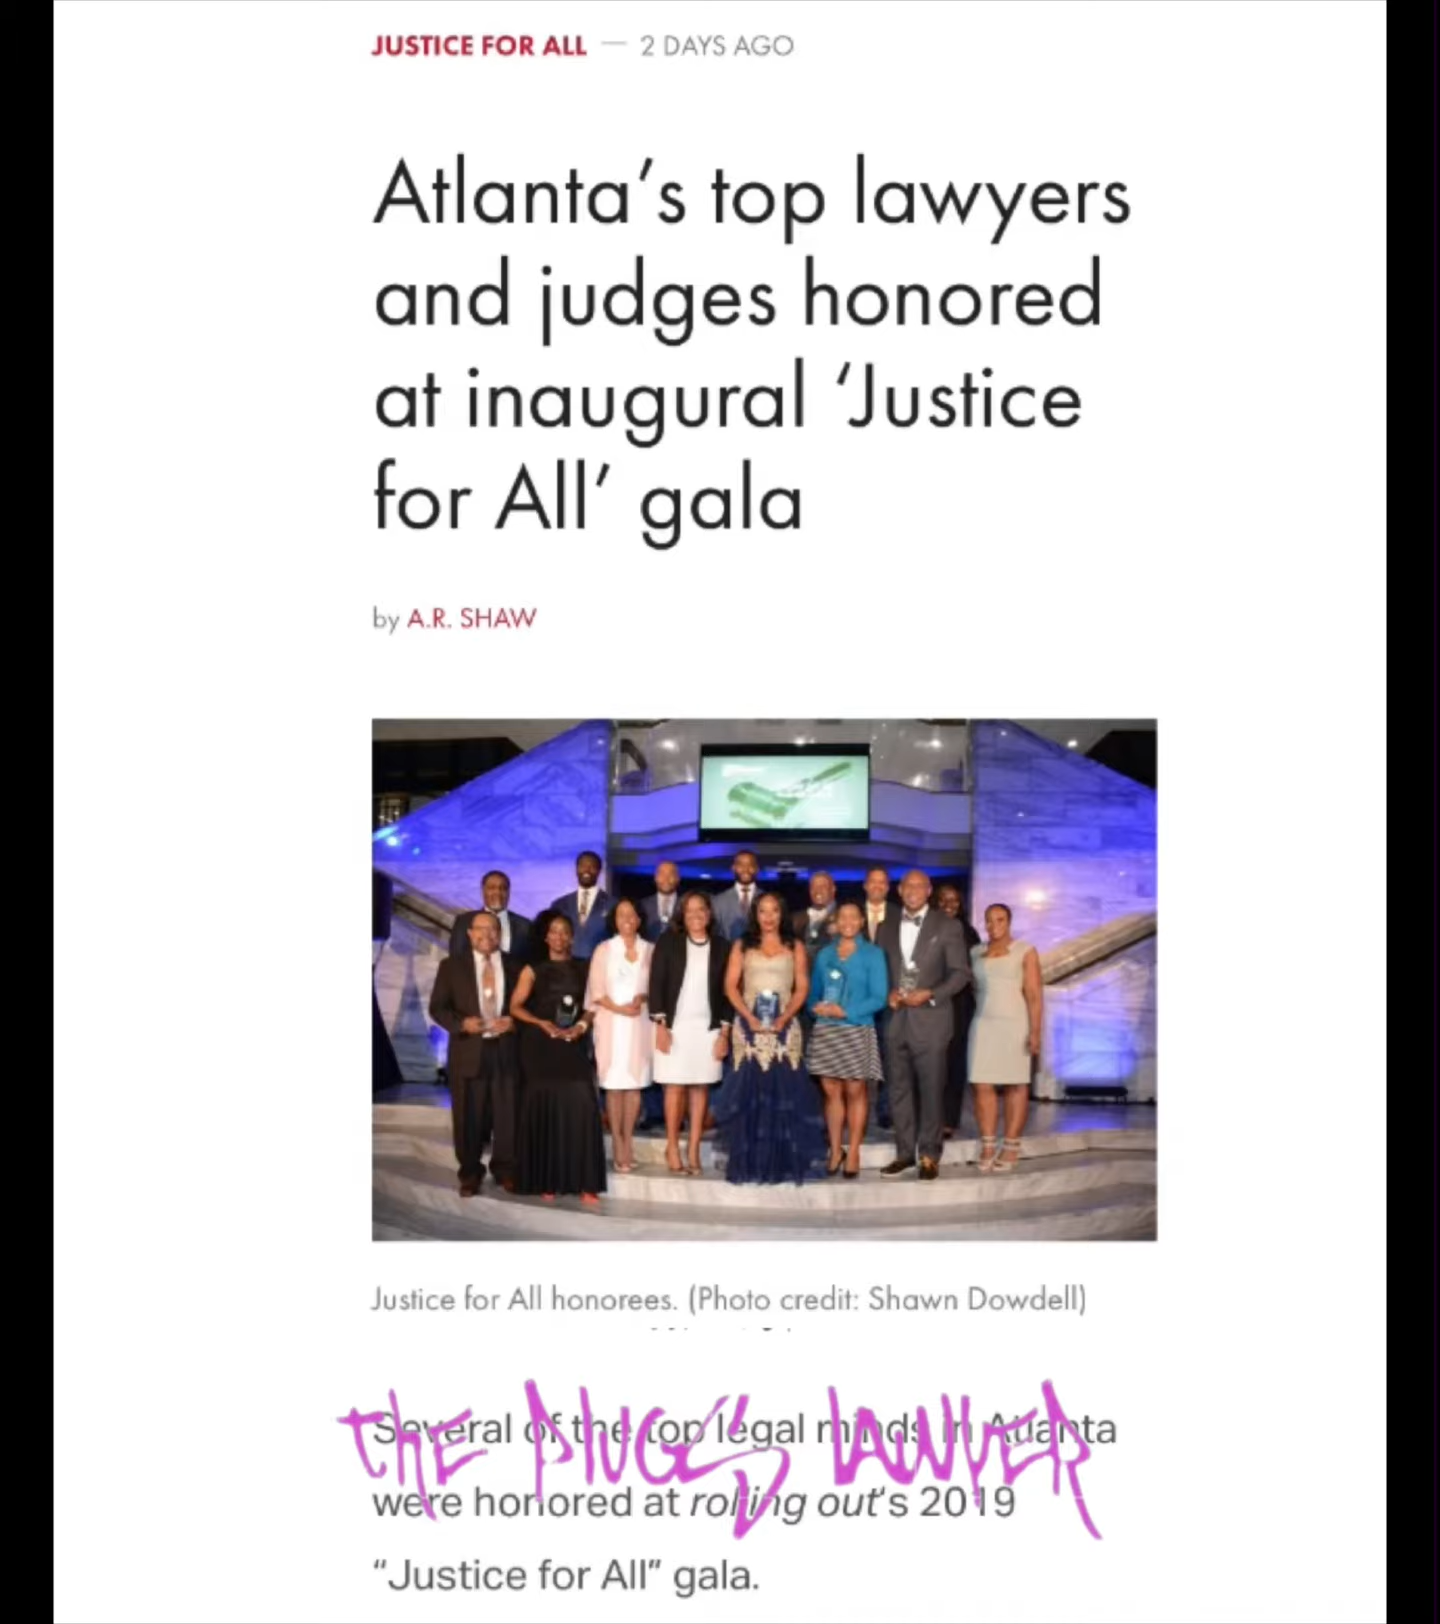 JUSTICE FOR ALL — 2 DAYS AGO
Atlanta’s top lawyers
and judges honored
at inaugural ‘Justice
for All’ gala
by A.R. SHAW
Justice for All honorees. (Photo credit: Shawn Dowdell)
Several of the top legal minds in Atlanta
the PlUG's lAWYER
were honored at rolling out's 2019
“Justice for All” gala.